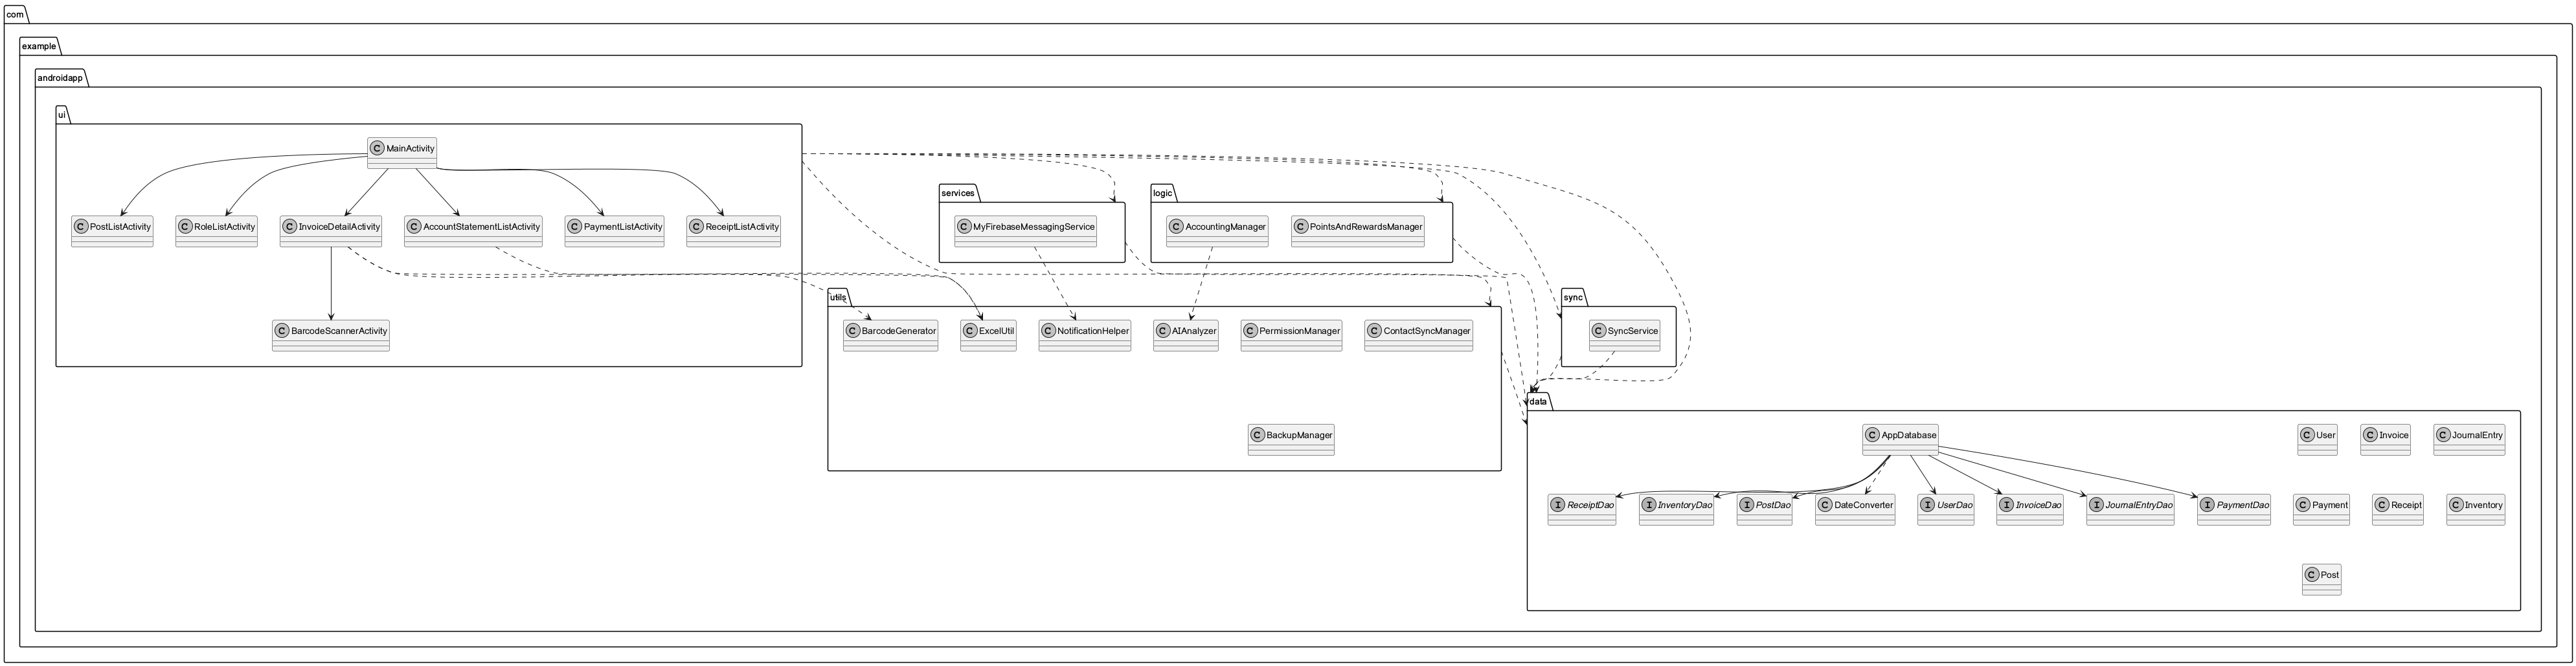 com
example
androidapp
ui
C MainActivity
services
logic
C PostListActivity
C RoleListActivity
C InvoiceDetailActivity
C AccountStatementListActivity
C PaymentListActivity
C ReceiptListActivity
C MyFirebaseMessagingService
C AccountingManager
C PointsAndRewardsManager
utils
sync
C BarcodeScannerActivity
C BarcodeGenerator
C ExcelUtil
C NotificationHelper
C AIAnalyzer
C PermissionManager
C ContactSyncManager
C SyncService
data
C BackupManager
C AppDatabase
C User
C Invoice
C JournalEntry
I ReceiptDao
I InventoryDao
I PostDao
C DateConverter
I UserDao
I InvoiceDao
I JournalEntryDao
I PaymentDao
C Payment
C Receipt
C Inventory
C Post